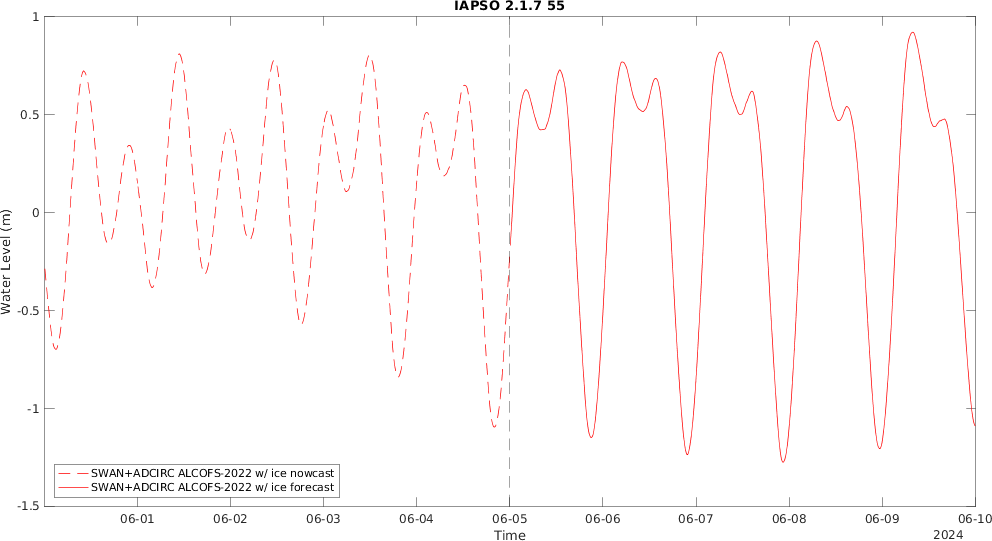 IAPSO 2.1.7 55
1
0.5
0
-0.5
-1
-1.5
Water Level (m)
SWAN+ADCIRC ALCOFS-2022 w/ ice nowcast
SWAN+ADCIRC ALCOFS-2022 w/ ice forecast
06-01 06-02 06-03 06-04 06-05 06-06 06-07 06-08 06-09 06-10
Time
2024